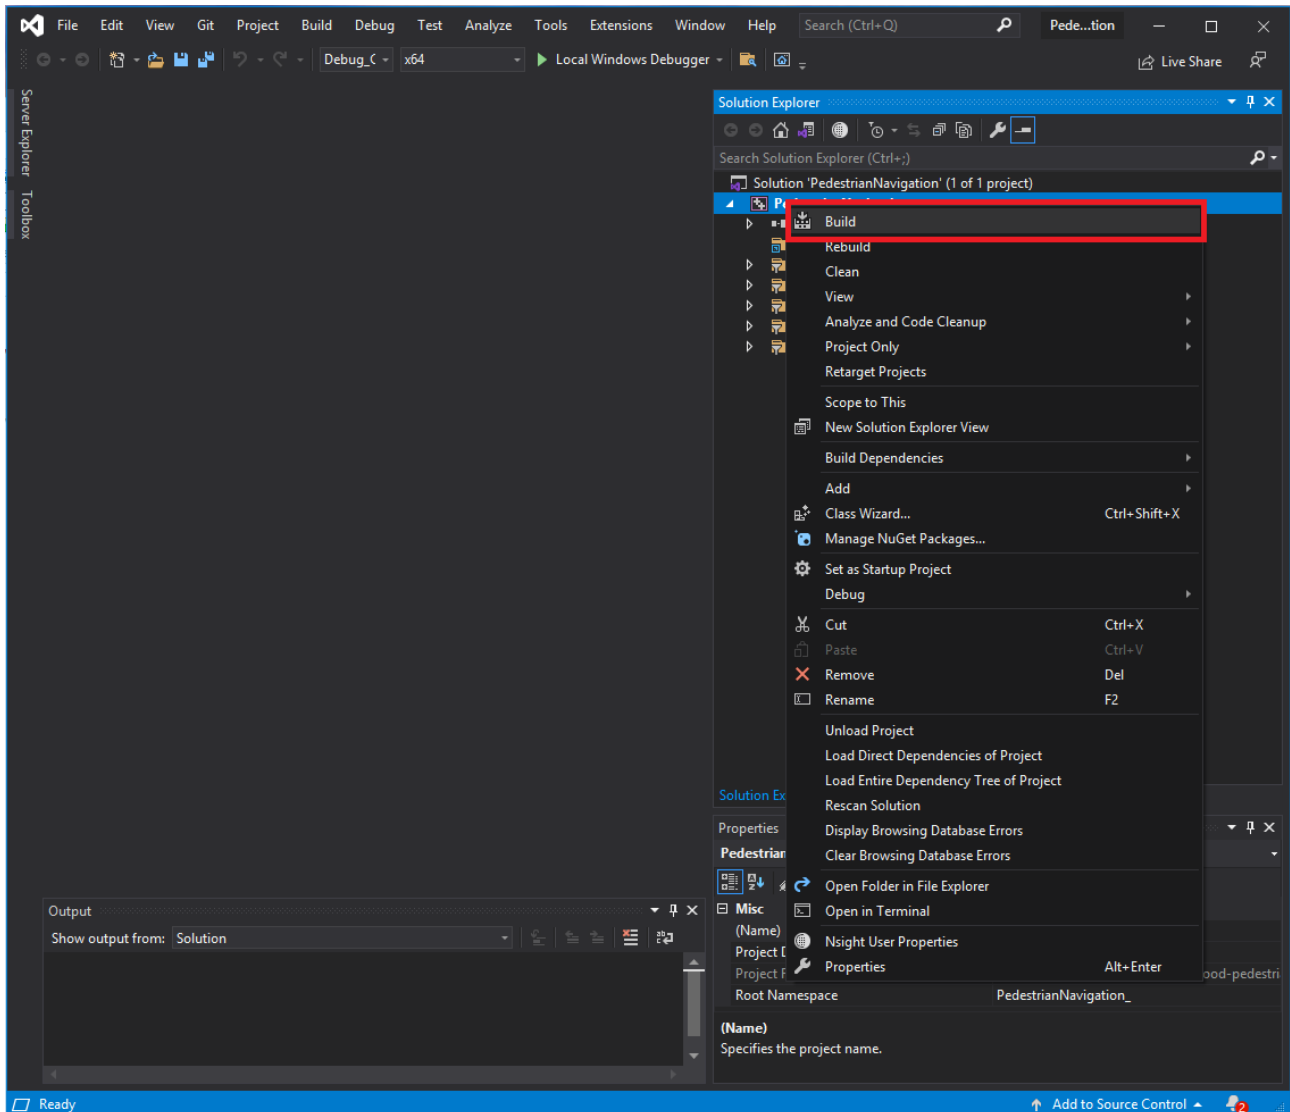 File Edit View Git Project Build Debug Test Analyze Tools Extensions Window Help Search (Ctrl+Q) Pede...tion
Debug_( x64 Local Windows Debugger Live Share
Server Explorer
Toolbox
Solution Explorer
Search Solution Explorer (Ctrl+;)
Solution 'PedestrianNavigation' (1 of 1 project)
Build
Rebuild
Clean
View
Analyze and Code Cleanup
Project Only
Retarget Projects
Scope to This
New Solution Explorer View
Build Dependencies
Add
Class Wizard... Ctrl+Shift+X
Manage NuGet Packages...
Set as Startup Project
Debug
Cut Ctrl+X
Paste Ctrl+V
Remove Del
Rename F2
Unload Project
Load Direct Dependencies of Project
Load Entire Dependency Tree of Project
Rescan Solution
Display Browsing Database Errors
Clear Browsing Database Errors
Open Folder in File Explorer
Open in Terminal
Nsight User Properties
Properties Alt+Enter
Solution Ex
Properties
Pedestrian
Misc
(Name)
Project D
Project F ood-pedestri
Root Namespace PedestrianNavigation_
(Name)
Specifies the project name.
Output
Show output from: Solution
Ready Add to Source Control 2